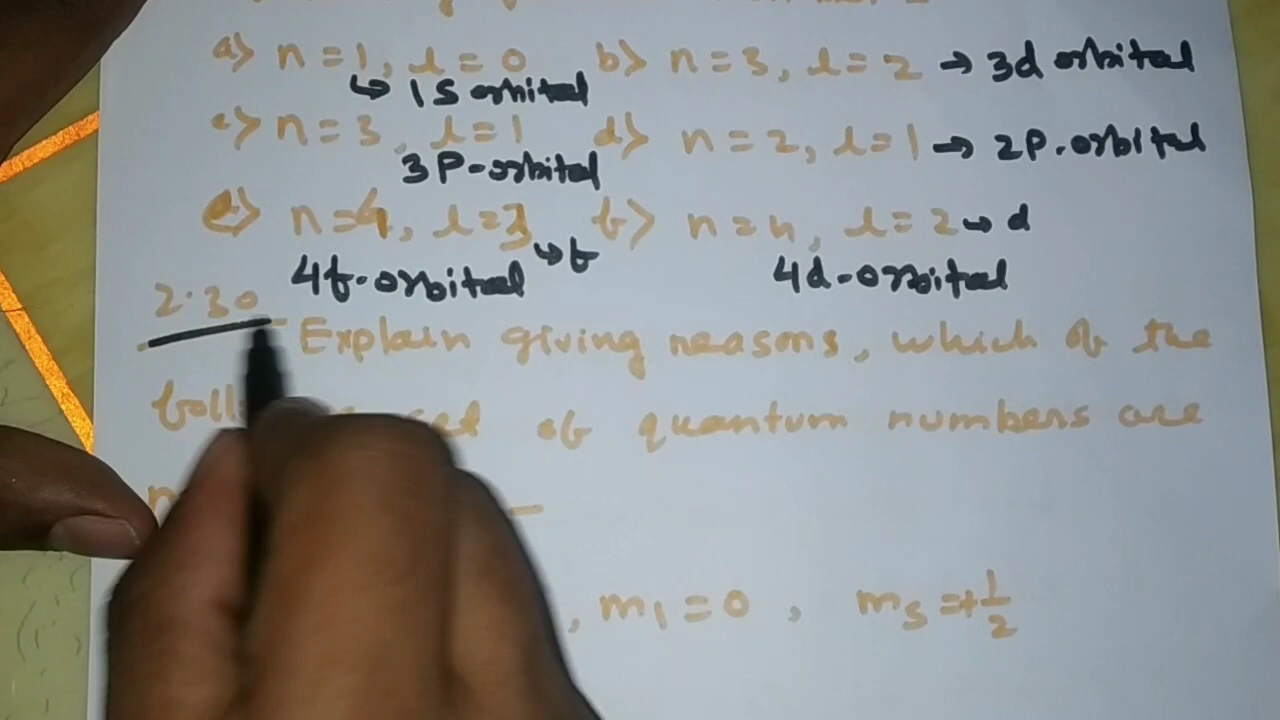 a) n=1, l=0 b) n=3, l=2 → 3d orbital
↳ 1S orbital
c) n=3, l=1 d) n=2, l=1 → 2P-orbital
3P-orbital
e) n=4, l=3 f) n=4, l=2 → d
↳ f
4f-orbital 4d-orbital
2.30
Explain giving reasons, which of the
of quantum numbers are
, ml=0, ms=+1/2